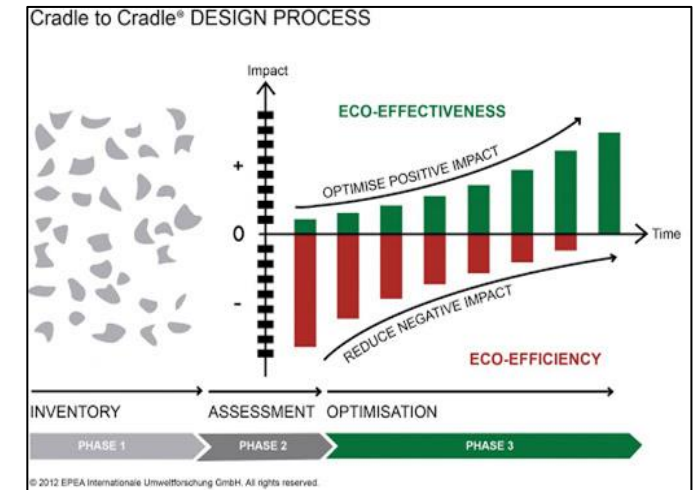 Cradle to Cradle® DESIGN PROCESS
Impact
ECO-EFFECTIVENESS
+
OPTIMISE POSITIVE IMPACT
0
Time
-
REDUCE NEGATIVE IMPACT
ECO-EFFICIENCY
INVENTORY
ASSESSMENT
OPTIMISATION
PHASE 1
PHASE 2
PHASE 3
© 2012 EPEA Internationale Umweltforschung GmbH. All rights reserved.